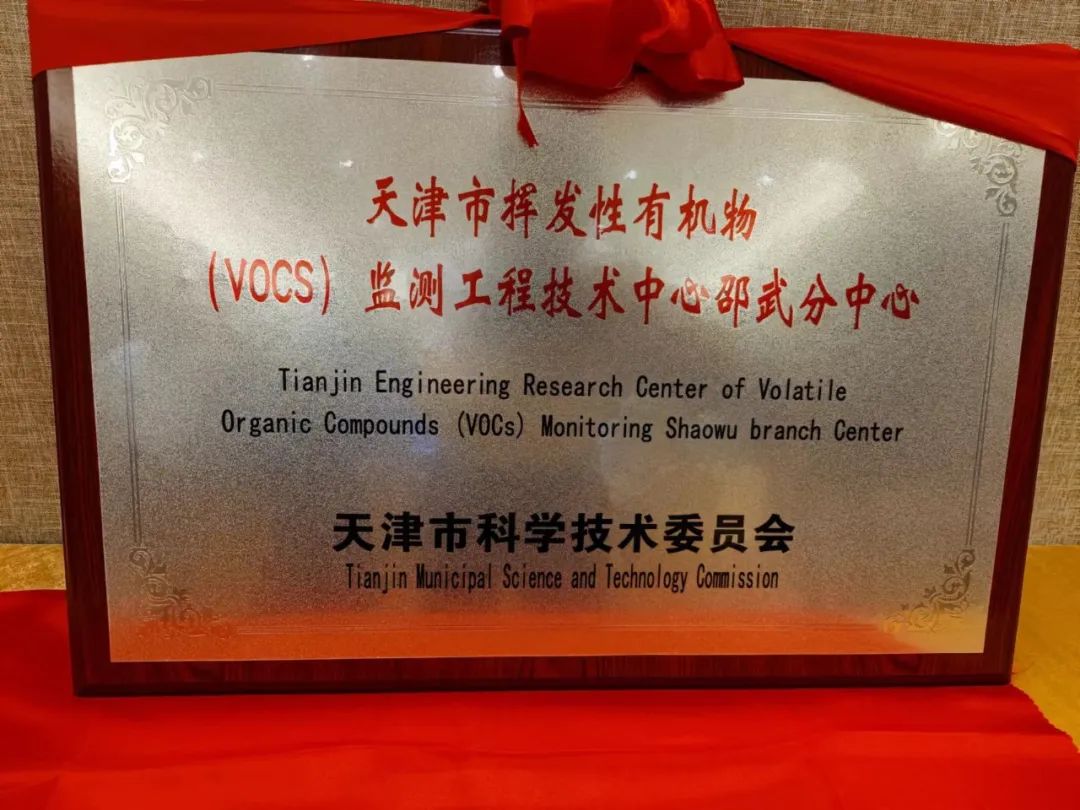 天津市挥发性有机物
(VOCS) 监测工程技术中心邵武分中心
Tianjin Engineering Research Center of Volatile
Organic Compounds (VOCs) Monitoring Shaowu branch Center
天津市科学技术委员会
Tianjin Municipal Science and Technology Commission